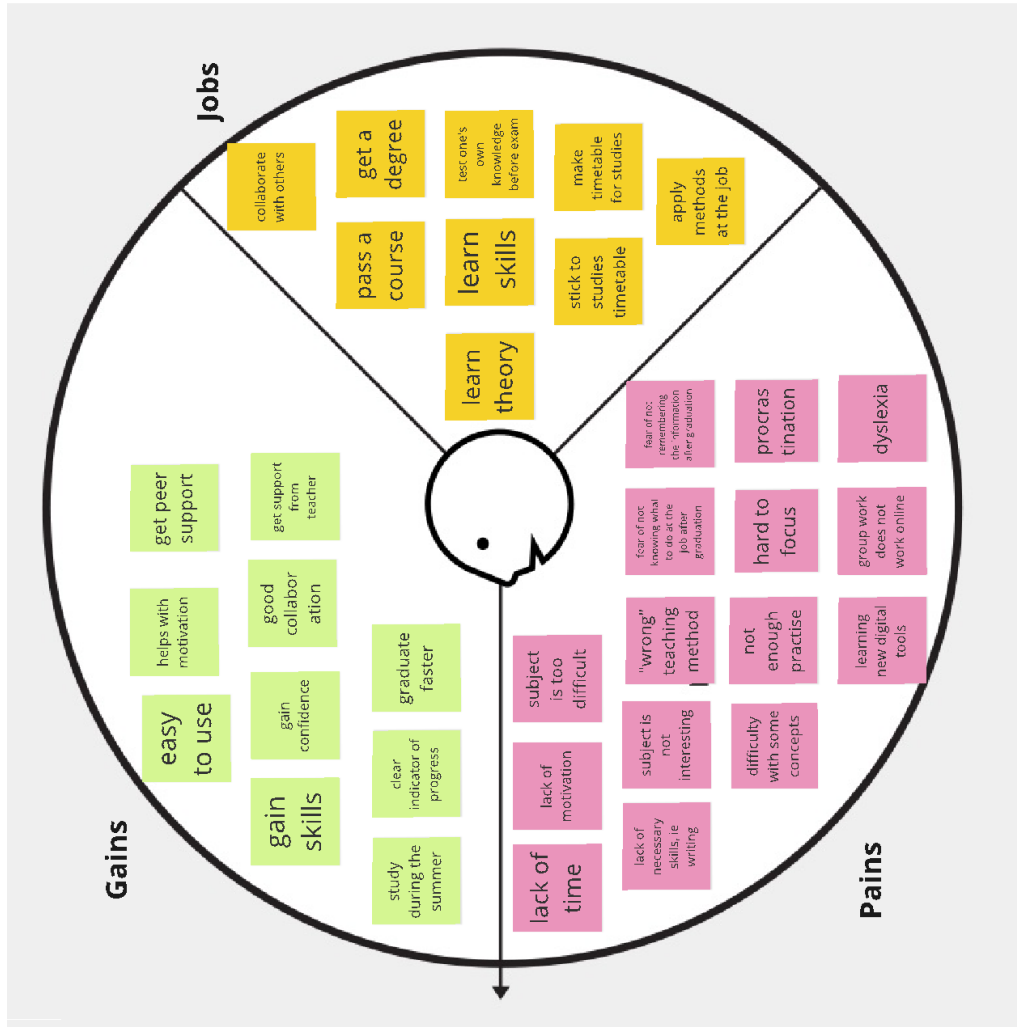 Gains
easy
to use
helps with
motivation
get peer
support
gain
skills
gain
confidence
good
collabor
ation
get support
from
teacher
study
during the
summer
clear
indicator of
progress
graduate
faster
Jobs
collaborate
with others
pass a
course
get a
degree
learn
theory
learn
skills
test one's
own
knowledge
before exam
stick to
studies
timetable
make
timetable
for studies
apply
methods
at the job
Pains
lack of
time
lack of
motivation
subject
is too
difficult
lack of
necessary
skills, ie
writing
subject is
not
interesting
"wrong"
teaching
method
fear of not
knowing what
to do at the
job after
graduation
fear of not
remembering
the information
after graduation
difficulty
with some
concepts
not
enough
practise
hard to
focus
procras
tination
learning
new digital
tools
group work
does not
work online
dyslexia